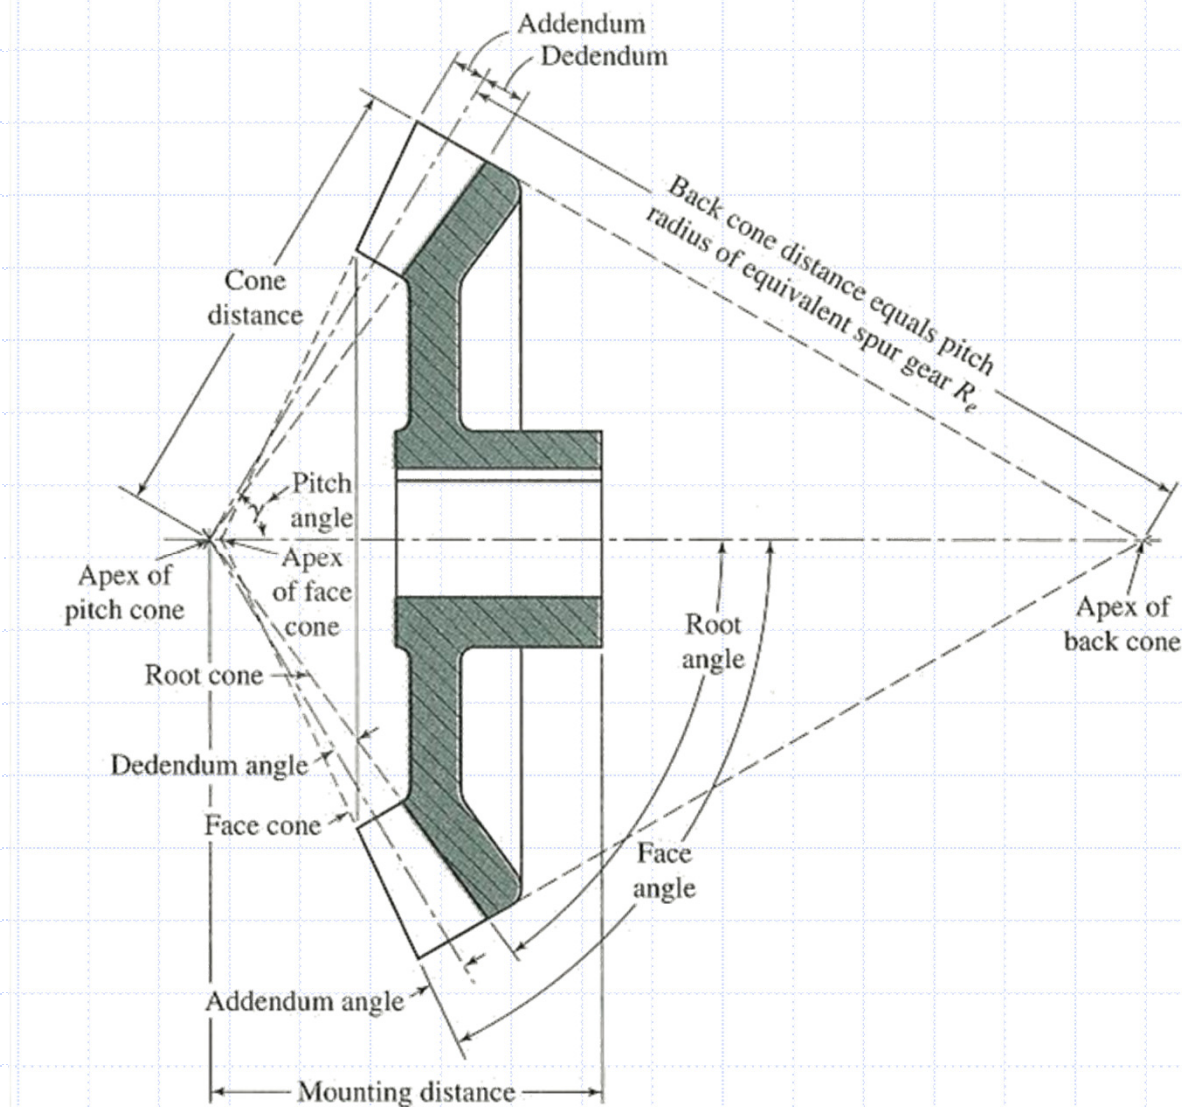 Addendum
Dedendum
Back cone distance equals pitch
radius of equivalent spur gear Re
Cone
distance
Pitch
angle
γ
Apex of
pitch cone
Apex
of face
cone
Root
angle
Apex of
back cone
Root cone
Dedendum angle
Face cone
Face
angle
Addendum angle
Mounting distance